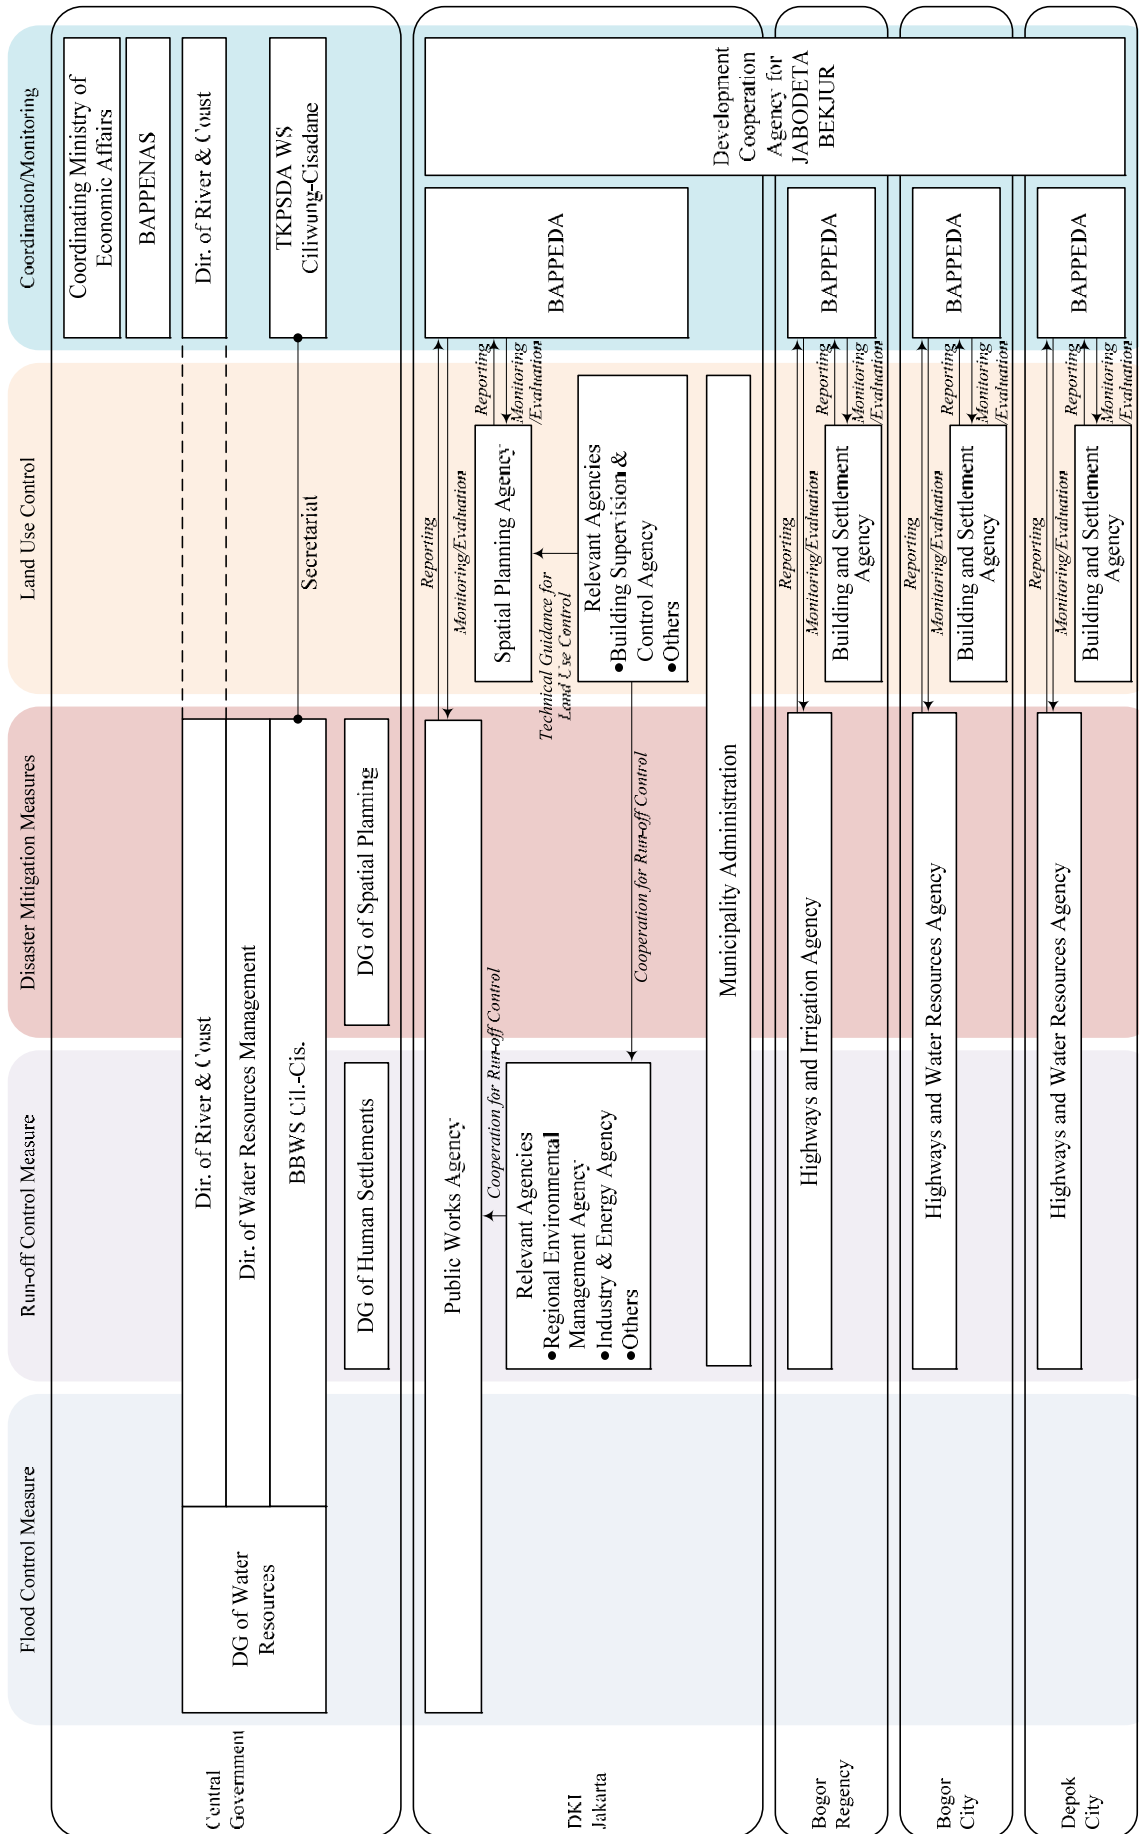 Flood Control Measure
Run-off Control Measure
Disaster Mitigation Measures
Land Use Control
Coordination/Monitoring
Central
Government
Coordinating Ministry of
Economic Affairs
BAPPENAS
DG of Water
Resources
Dir. of River & Coust
Dir. of River & Coust
Dir. of Water Resources Management
BBWS Cil.-Cis.
Secretariat
TKPSDA WS
Ciliwung-Cisadane
DG of Human Settlements
DG of Spatial Planning
DKI
Jakarta
Public Works Agency
Reporting
Monitoring/Evaluation
Spatial Planning Agency
Reporting
Monitoring
/Evaluation
BAPPEDA
Development
Cooperation
Agency for
JABODETA
BEKJUR
Cooperation for Run-off Control
Technical Guidance for
Land Use Control
Relevant Agencies
•Regional Environmental
Management Agency
•Industry & Energy Agency
•Others
Cooperation for Run-off Control
Relevant Agencies
•Building Supervision &
Control Agency
•Others
Municipality Administration
Bogor
Regency
Highways and Irrigation Agency
Reporting
Monitoring/Evaluation
Building and Settlement
Agency
Reporting
Monitoring
/Evaluation
BAPPEDA
Bogor
City
Highways and Water Resources Agency
Reporting
Monitoring/Evaluation
Building and Settlement
Agency
Reporting
Monitoring
/Evaluation
BAPPEDA
Depok
City
Highways and Water Resources Agency
Reporting
Monitoring/Evaluation
Building and Settlement
Agency
Reporting
Monitoring
/Evaluation
BAPPEDA